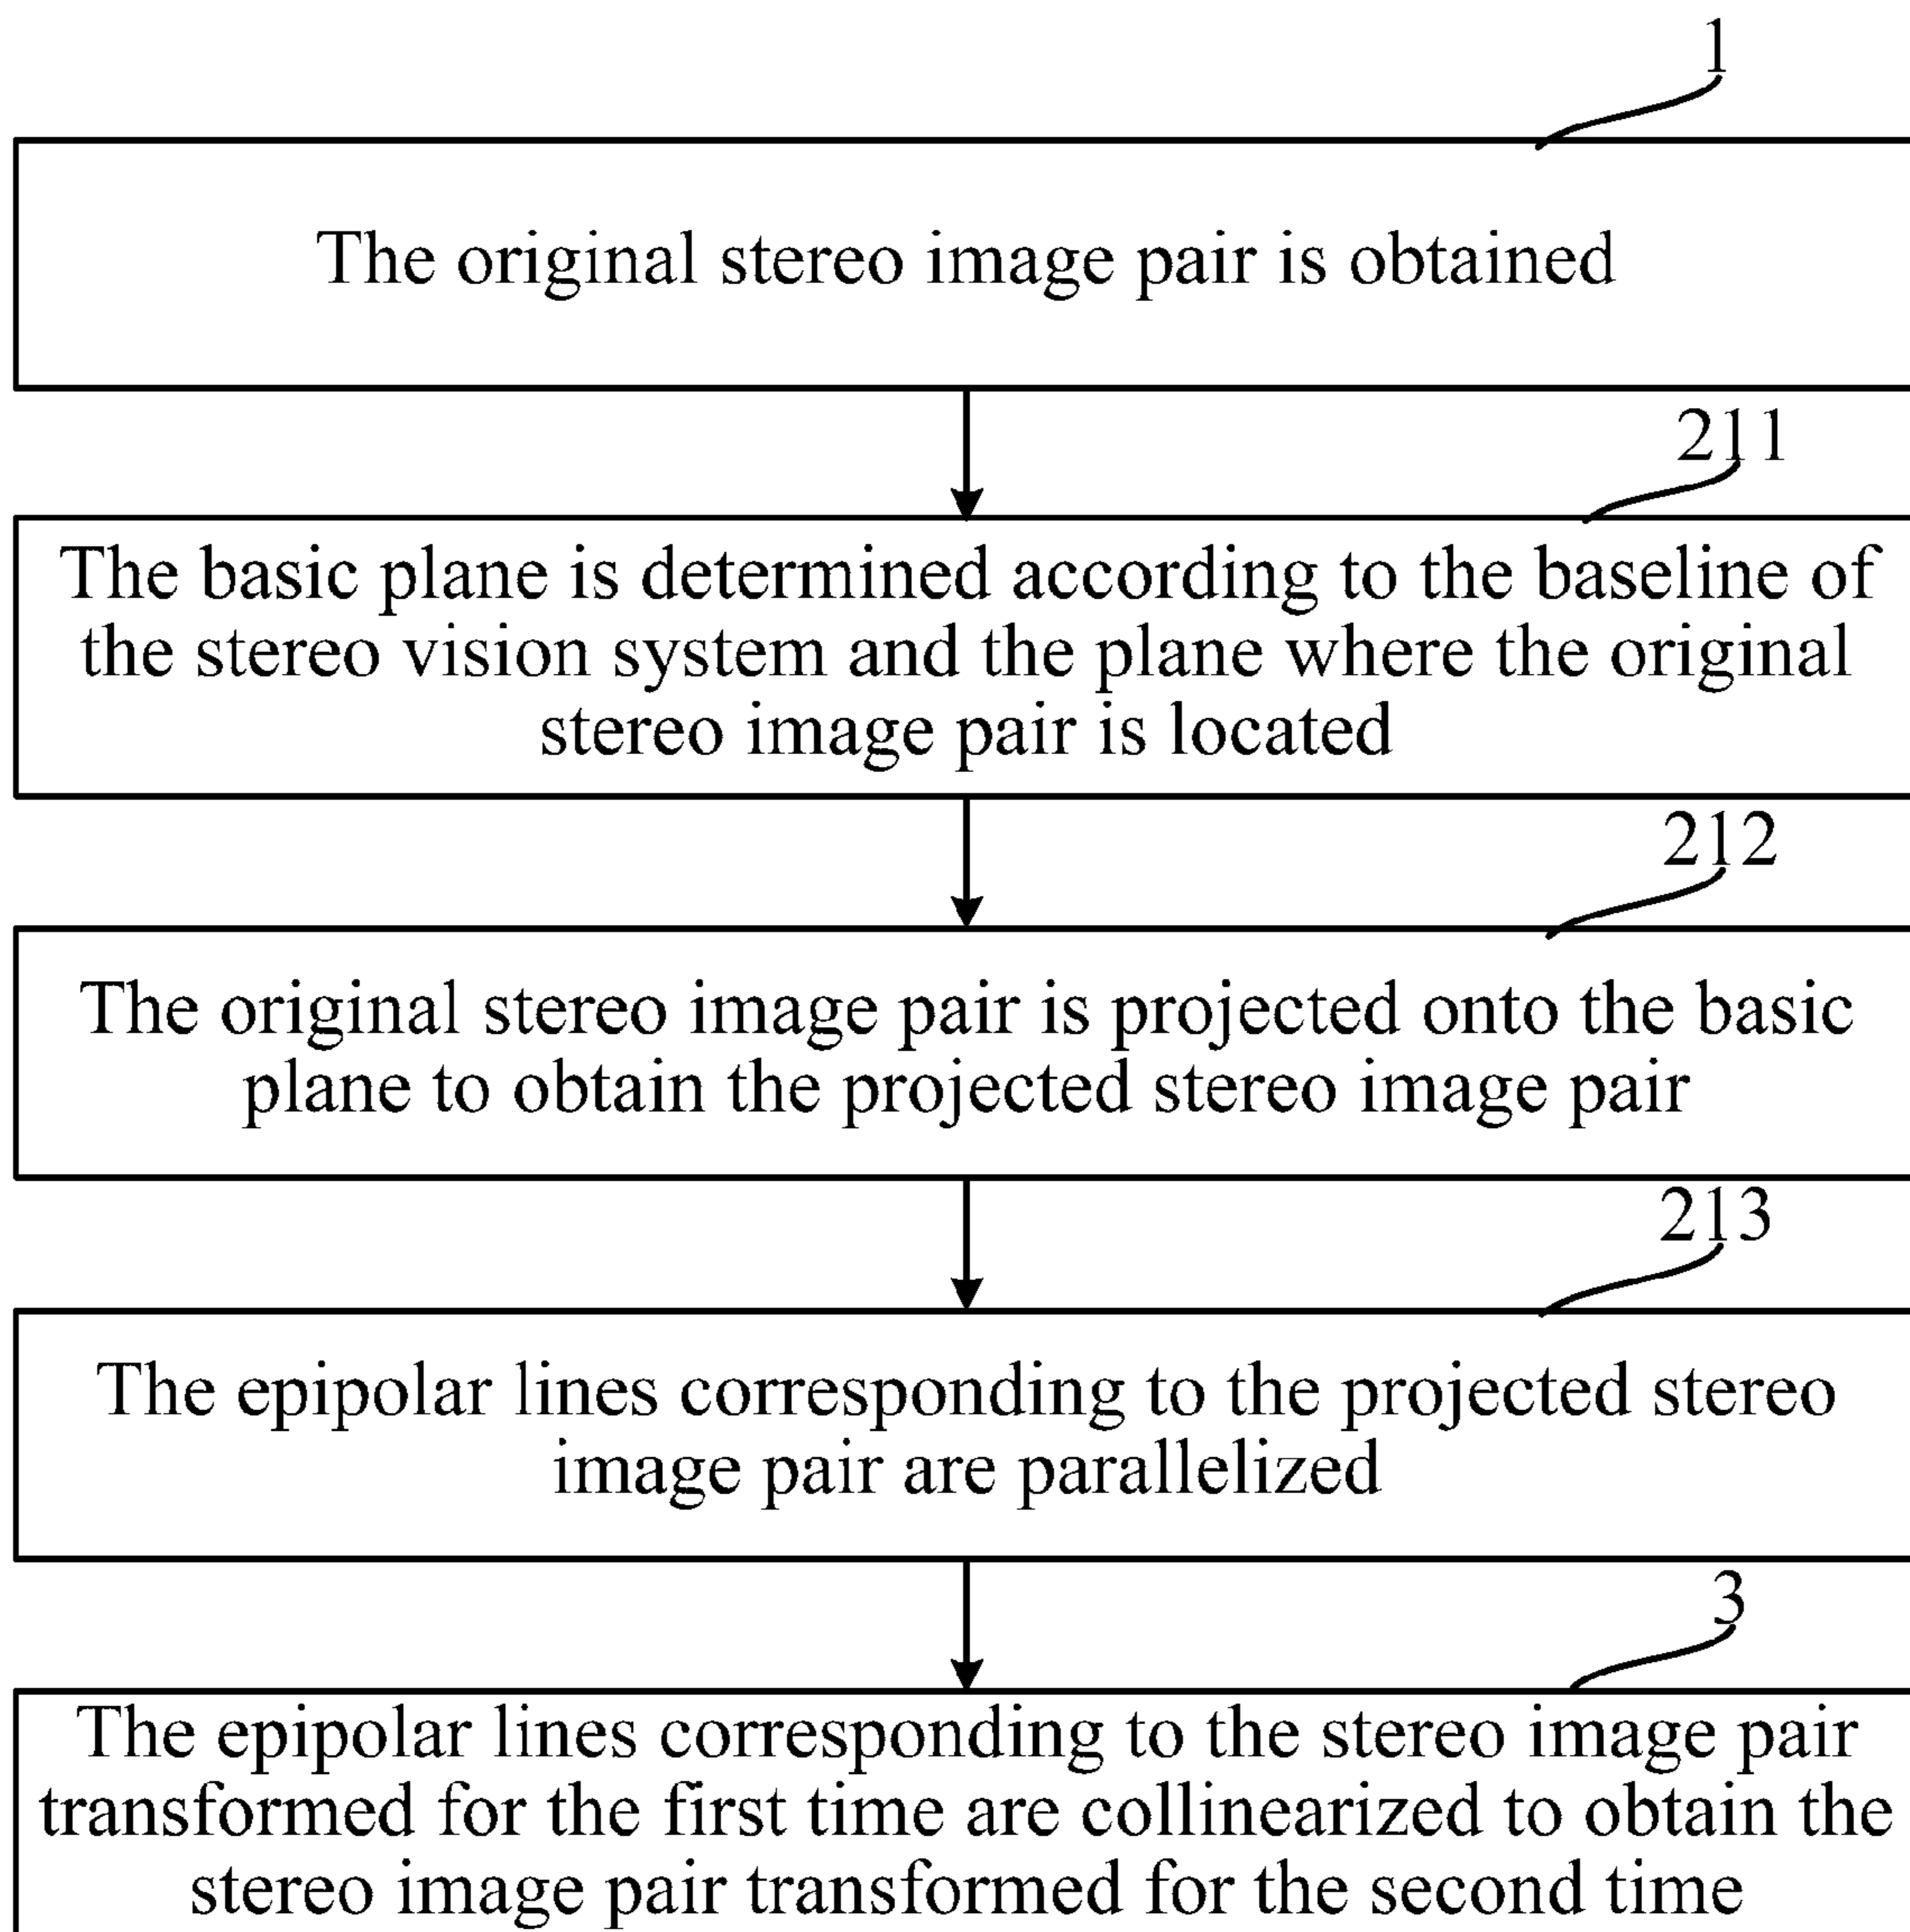 1
The original stereo image pair is obtained
211
The basic plane is determined according to the baseline of
the stereo vision system and the plane where the original
stereo image pair is located
212
The original stereo image pair is projected onto the basic
plane to obtain the projected stereo image pair
213
The epipolar lines corresponding to the projected stereo
image pair are parallelized
3
The epipolar lines corresponding to the stereo image pair
transformed for the first time are collinearized to obtain the
stereo image pair transformed for the second time